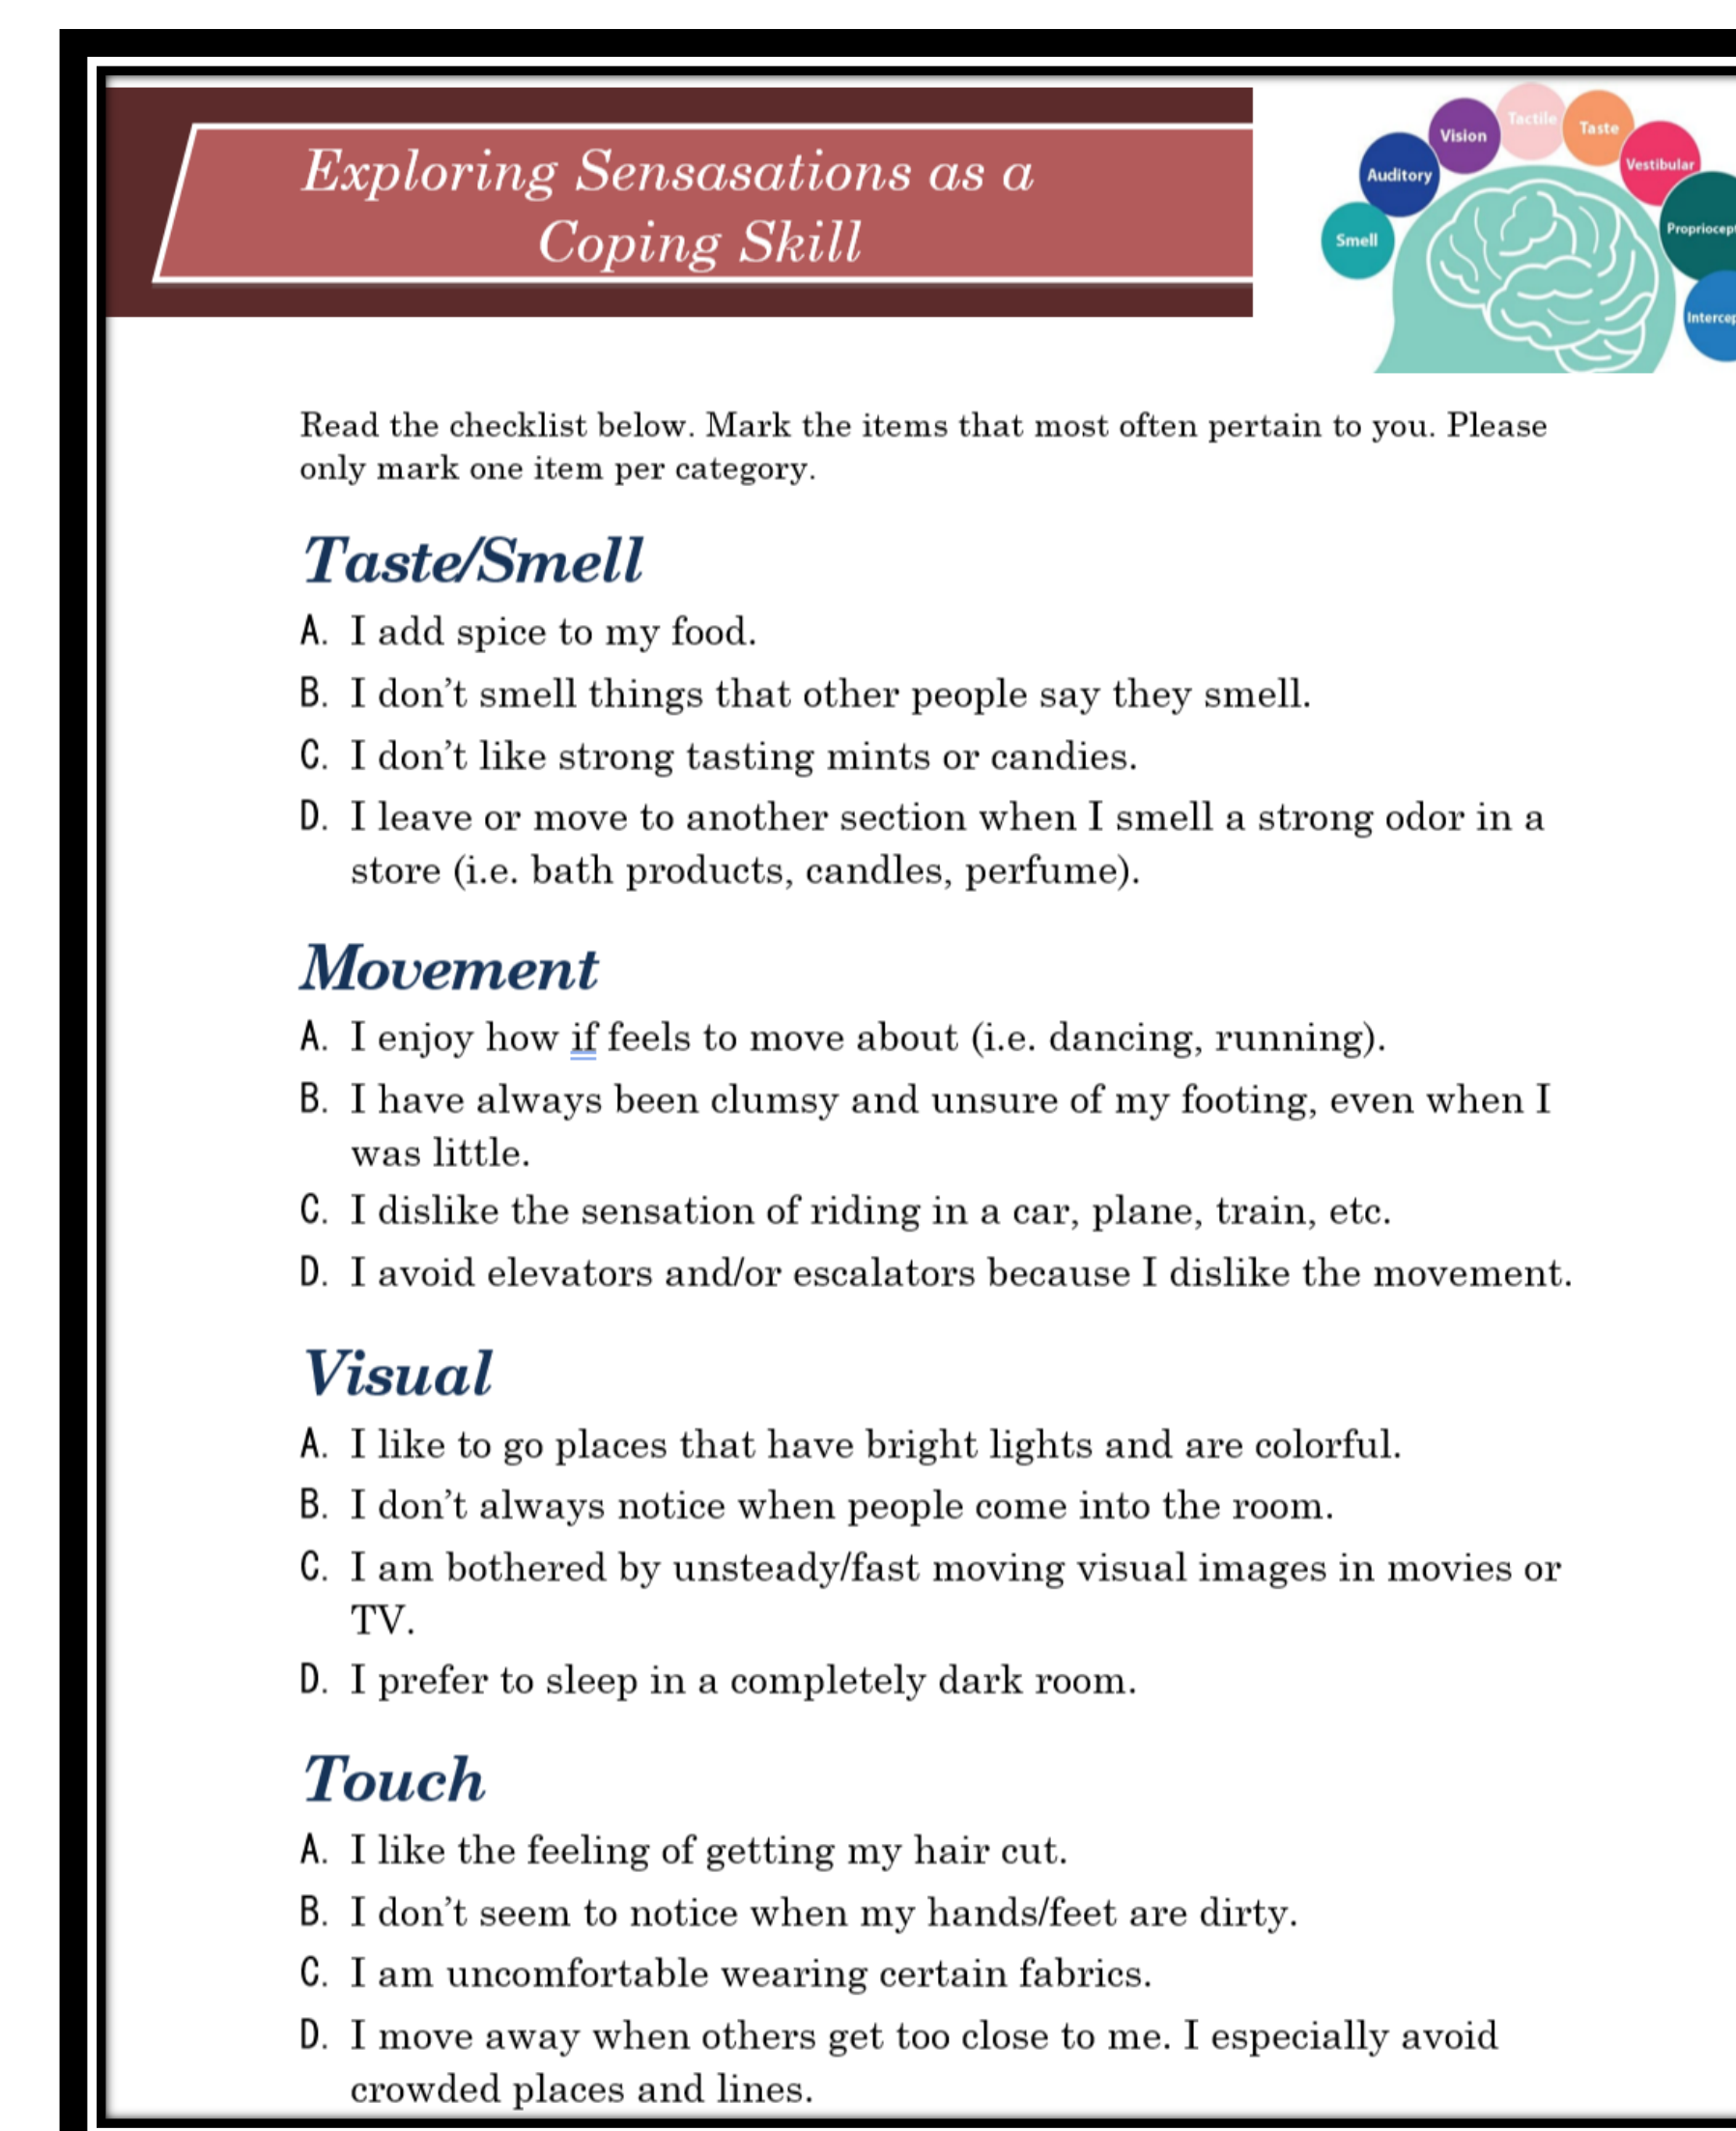 Exploring Sensasations as a
Coping Skill
Smell
Auditory
Vision
Tactile
Taste
Vestibular
Read the checklist below. Mark the items that most often pertain to you. Please
only mark one item per category.
Taste/Smell
A. I add spice to my food.
B. I don’t smell things that other people say they smell.
C. I don’t like strong tasting mints or candies.
D. I leave or move to another section when I smell a strong odor in a
store (i.e. bath products, candles, perfume).
Movement
A. I enjoy how if feels to move about (i.e. dancing, running).
B. I have always been clumsy and unsure of my footing, even when I
was little.
C. I dislike the sensation of riding in a car, plane, train, etc.
D. I avoid elevators and/or escalators because I dislike the movement.
Visual
A. I like to go places that have bright lights and are colorful.
B. I don’t always notice when people come into the room.
C. I am bothered by unsteady/fast moving visual images in movies or
TV.
D. I prefer to sleep in a completely dark room.
Touch
A. I like the feeling of getting my hair cut.
B. I don’t seem to notice when my hands/feet are dirty.
C. I am uncomfortable wearing certain fabrics.
D. I move away when others get too close to me. I especially avoid
crowded places and lines.